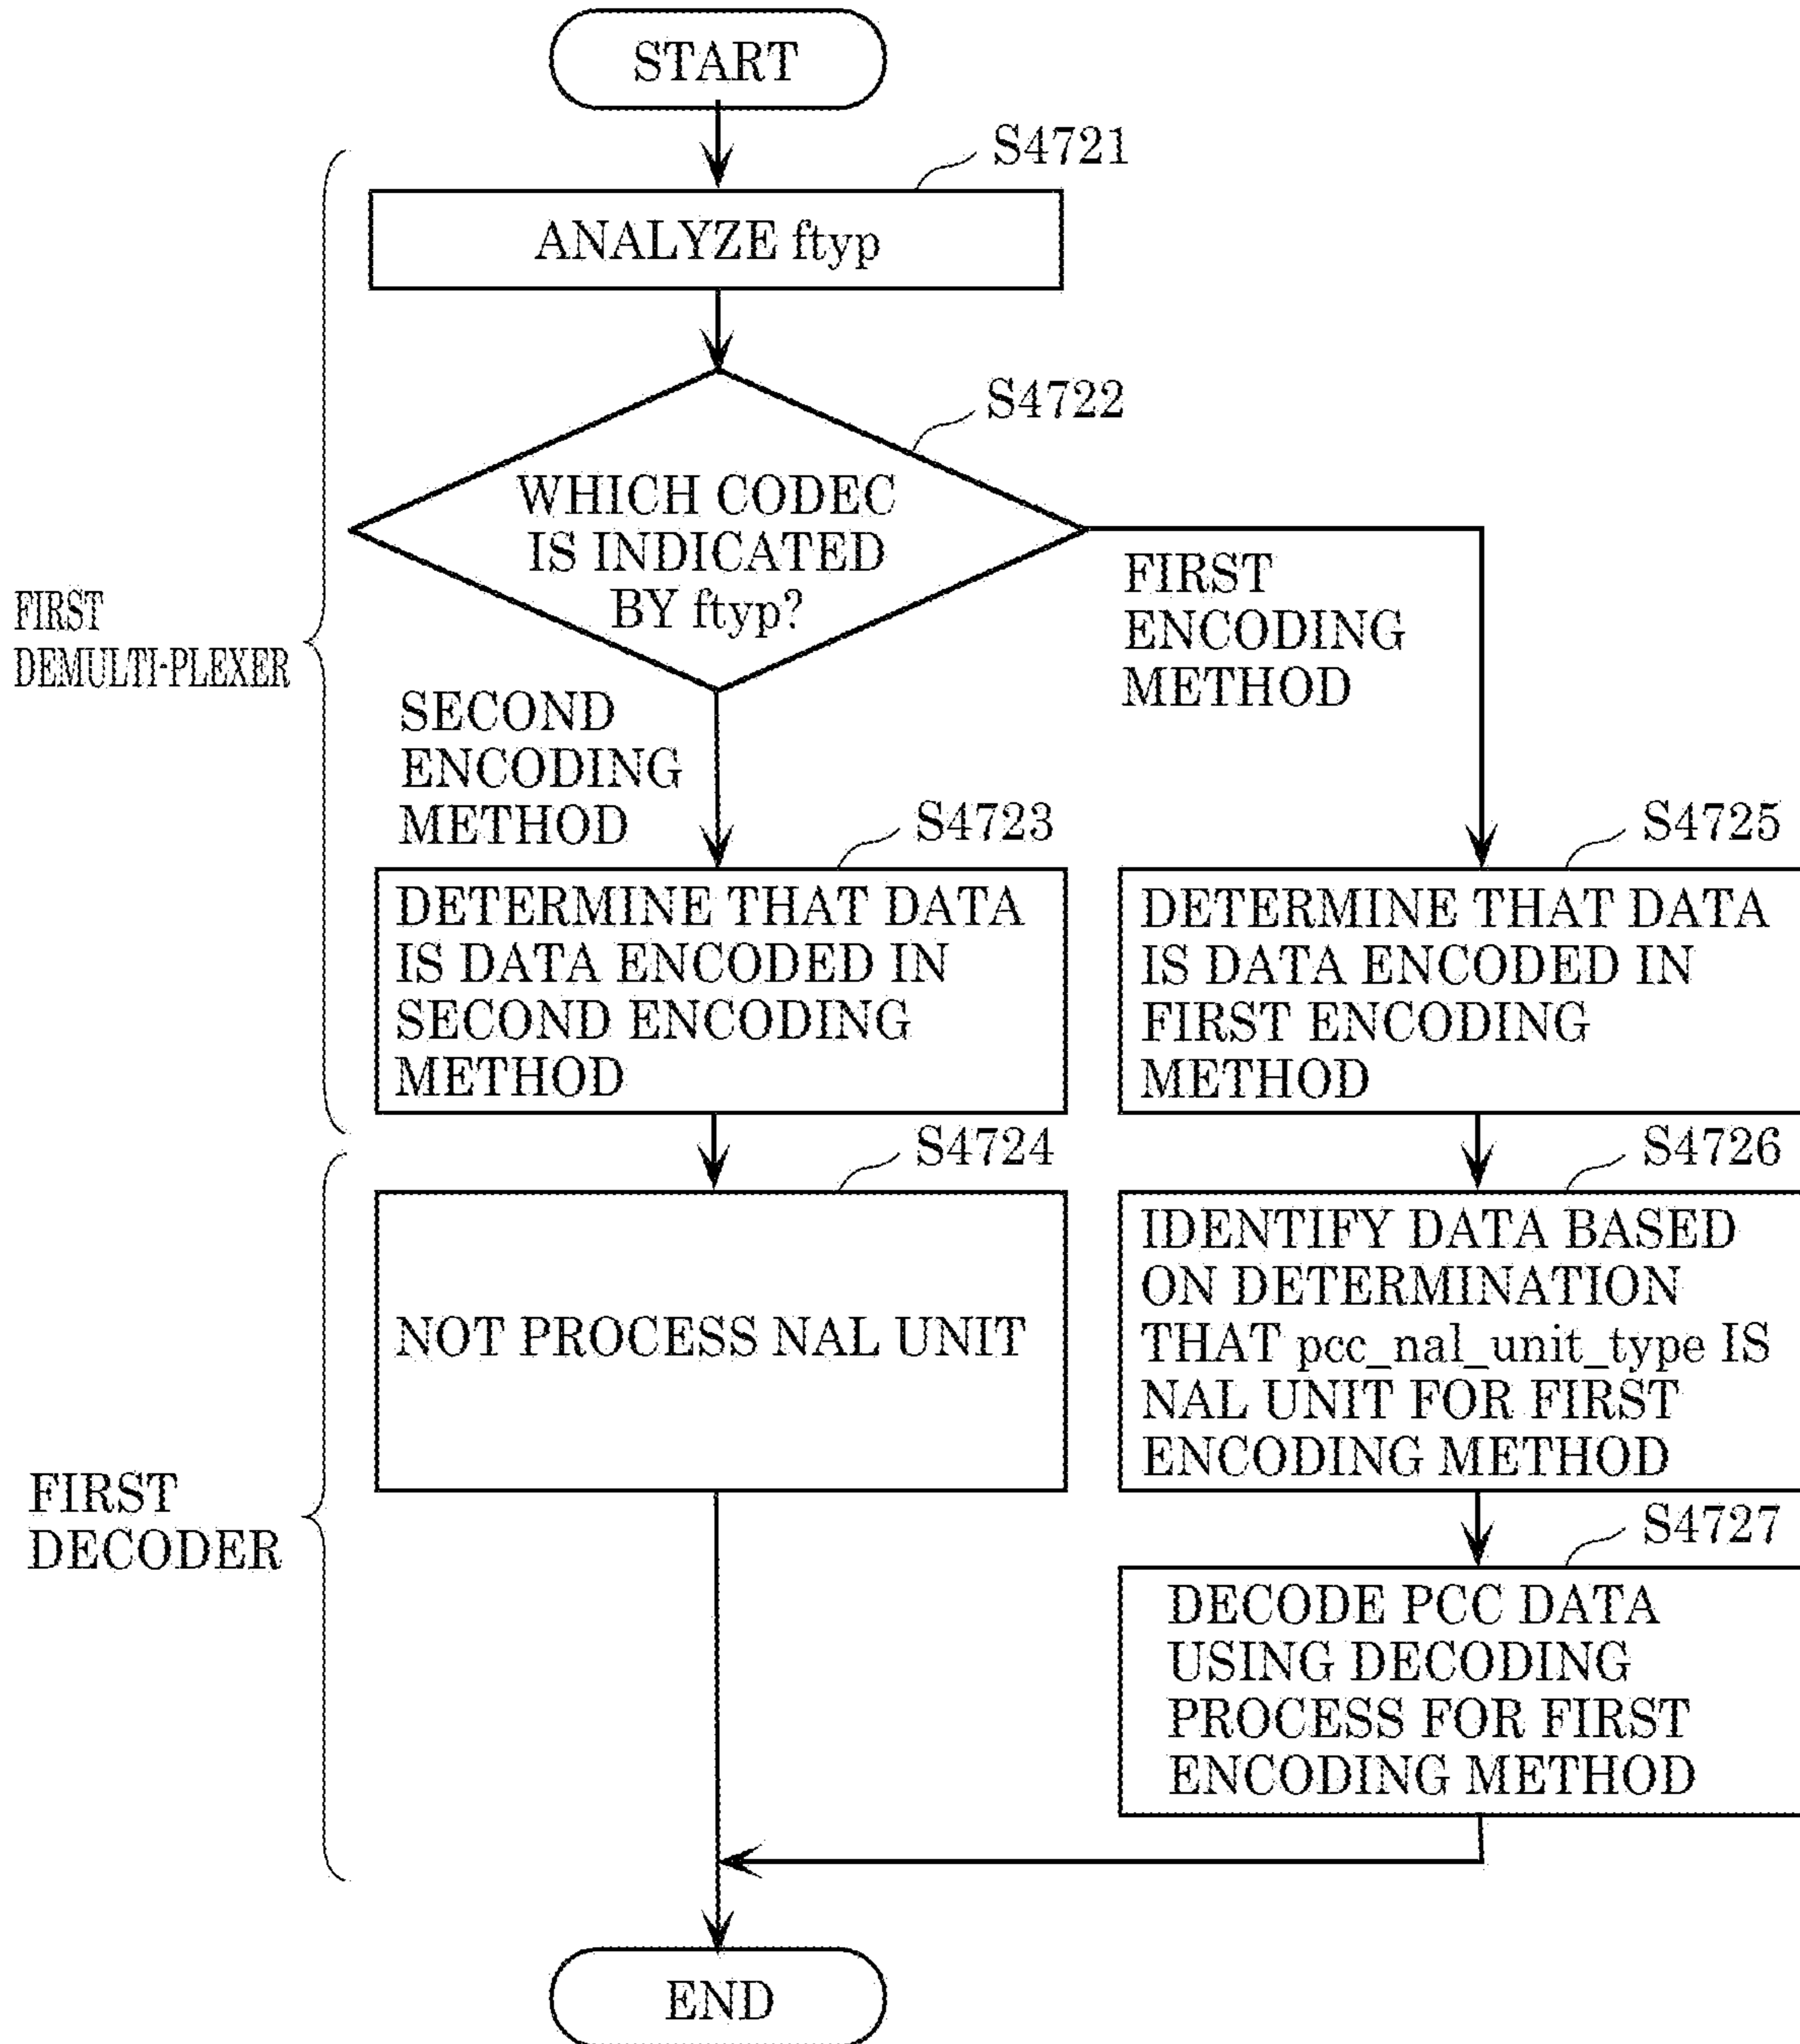 START
S4721
ANALYZE ftyp
S4722
WHICH CODEC
IS INDICATED
BY ftyp?
FIRST
ENCODING
METHOD
FIRST
DEMULTI-PLEXER
SECOND
ENCODING
METHOD
S4723
S4725
DETERMINE THAT DATA
IS DATA ENCODED IN
SECOND ENCODING
METHOD
DETERMINE THAT DATA
IS DATA ENCODED IN
FIRST ENCODING
METHOD
S4724
S4726
NOT PROCESS NAL UNIT
IDENTIFY DATA BASED
ON DETERMINATION
THAT pcc_nal_unit_type IS
NAL UNIT FOR FIRST
ENCODING METHOD
FIRST
DECODER
S4727
DECODE PCC DATA
USING DECODING
PROCESS FOR FIRST
ENCODING METHOD
END